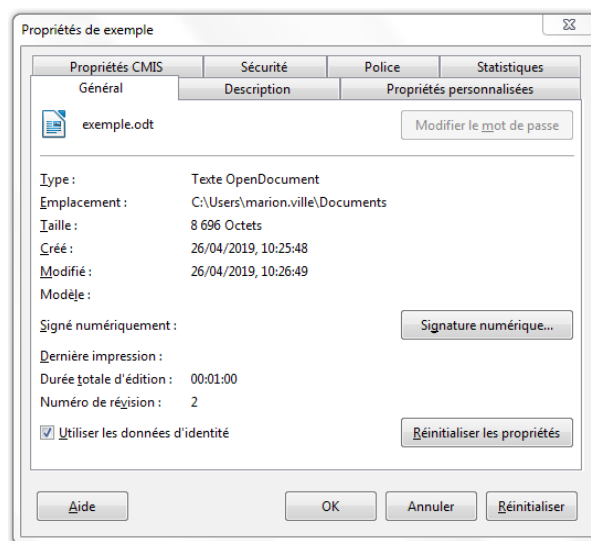 Propriétés de exemple
Propriétés CMIS Sécurité Police Statistiques
Général Description Propriétés personnalisées
exemple.odt Modifier le mot de passe
Type : Texte OpenDocument
Emplacement : C:\Users\marion.ville\Documents
Taille : 8 696 Octets
Créé : 26/04/2019, 10:25:48
Modifié : 26/04/2019, 10:26:49
Modèle :
Signé numériquement : Signature numérique...
Dernière impression :
Durée totale d'édition : 00:01:00
Numéro de révision : 2
Utiliser les données d'identité Réinitialiser les propriétés
Aide OK Annuler Réinitialiser